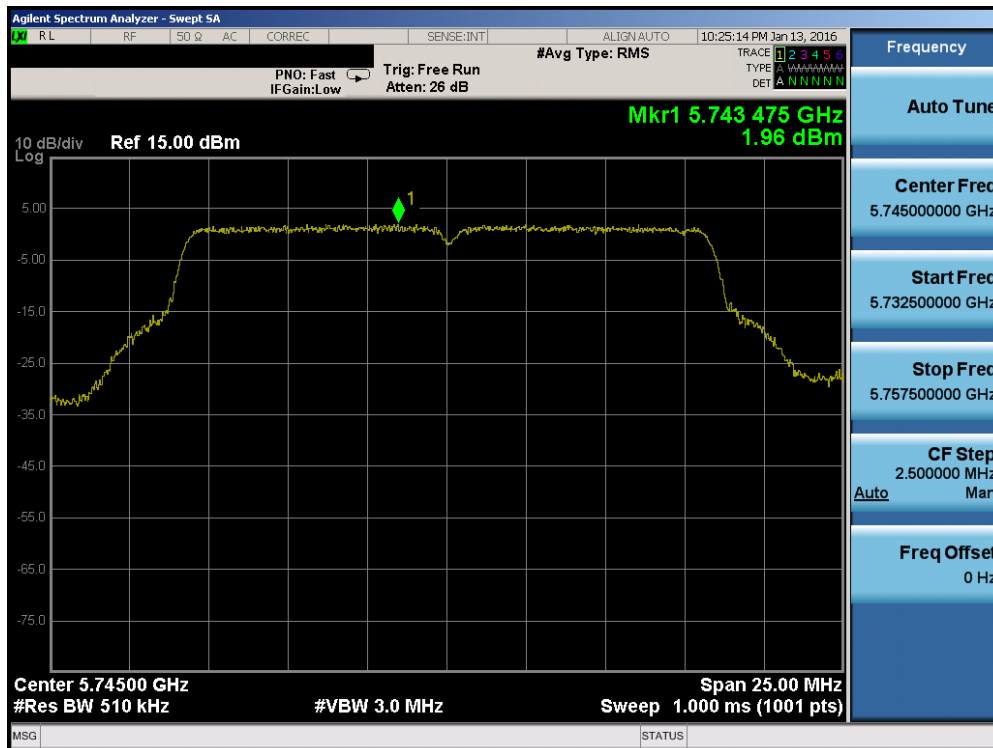 Agilent Spectrum Analyzer - Swept SA
LXI RL RF 50 Ω AC CORREC SENSE:INT ALIGN AUTO 10:25:14 PM Jan 13, 2016
Frequency
PNO: Fast
IFGain:Low
Trig: Free Run
Atten: 26 dB
#Avg Type: RMS
TRACE 1 2 3 4 5 6
TYPE A WWWWW
DET A N N N N N
Auto Tune
Mkr1 5.743 475 GHz
1.96 dBm
10 dB/div Ref 15.00 dBm
Log
1
5.00
-5.00
-15.0
-25.0
-35.0
-45.0
-55.0
-65.0
-75.0
Center Freq
5.745000000 GHz
Start Freq
5.732500000 GHz
Stop Freq
5.757500000 GHz
CF Step
2.500000 MHz
Auto Man
Freq Offset
0 Hz
Center 5.74500 GHz Span 25.00 MHz
#Res BW 510 kHz #VBW 3.0 MHz Sweep 1.000 ms (1001 pts)
MSG STATUS